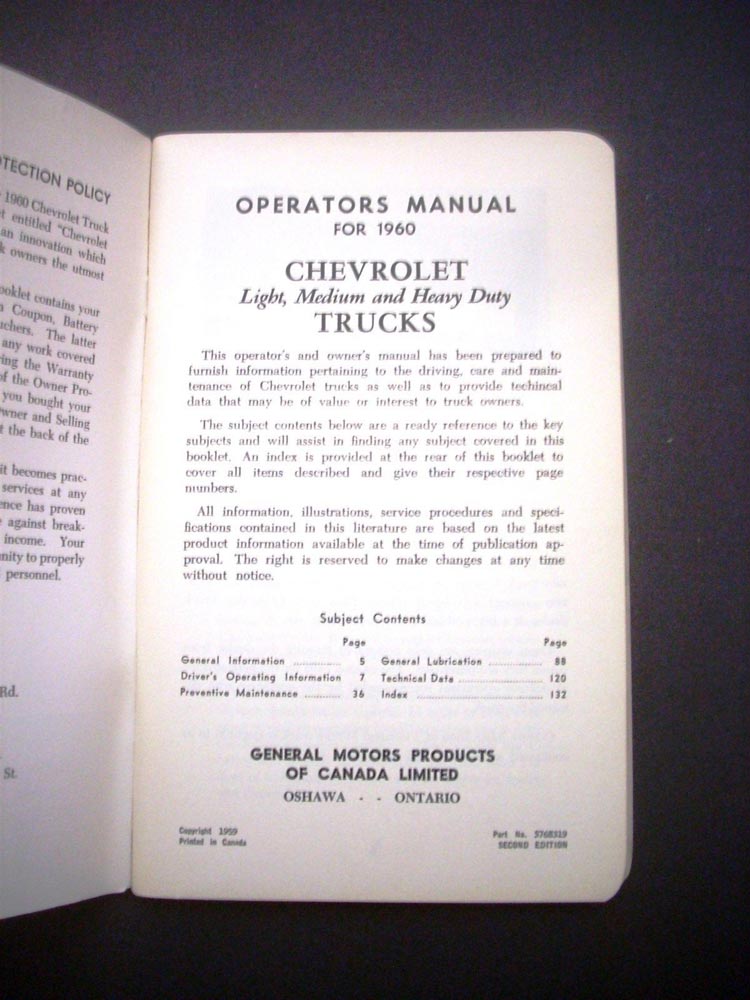 OTECTION POLICY
1960 Chevrolet Truck
entitled "Chevrolet
an innovation which
owners the utmost
ooklet contains your
Coupon, Battery
uchers. The latter
any work covered
ing the Warranty
of the Owner Pro-
you bought your
wner and Selling
the back of the
it becomes prac-
services at any
ence has proven
against break-
income. Your
nity to properly
personnel.
Rd.
St.
OPERATORS MANUAL
FOR 1960
CHEVROLET
Light, Medium and Heavy Duty
TRUCKS
This operator's and owner's manual has been prepared to
furnish information pertaining to the driving, care and main-
tenance of Chevrolet trucks as well as to provide techincal
data that may be of value or interest to truck owners.
The subject contents below are a ready reference to the key
subjects and will assist in finding any subject covered in this
booklet. An index is provided at the rear of this booklet to
cover all items described and give their respective page
numbers.
All information, illustrations, service procedures and speci-
fications contained in this literature are based on the latest
product information available at the time of publication ap-
proval. The right is reserved to make changes at any time
without notice.
Subject Contents
Page Page
General Information ............ 5 General Lubrication ............ 88
Driver's Operating Information 7 Technical Data ............ 120
Preventive Maintenance ......... 36 Index ............ 132
GENERAL MOTORS PRODUCTS
OF CANADA LIMITED
OSHAWA - - ONTARIO
Copyright 1959 Part No. 5768319
Printed in Canada SECOND EDITION